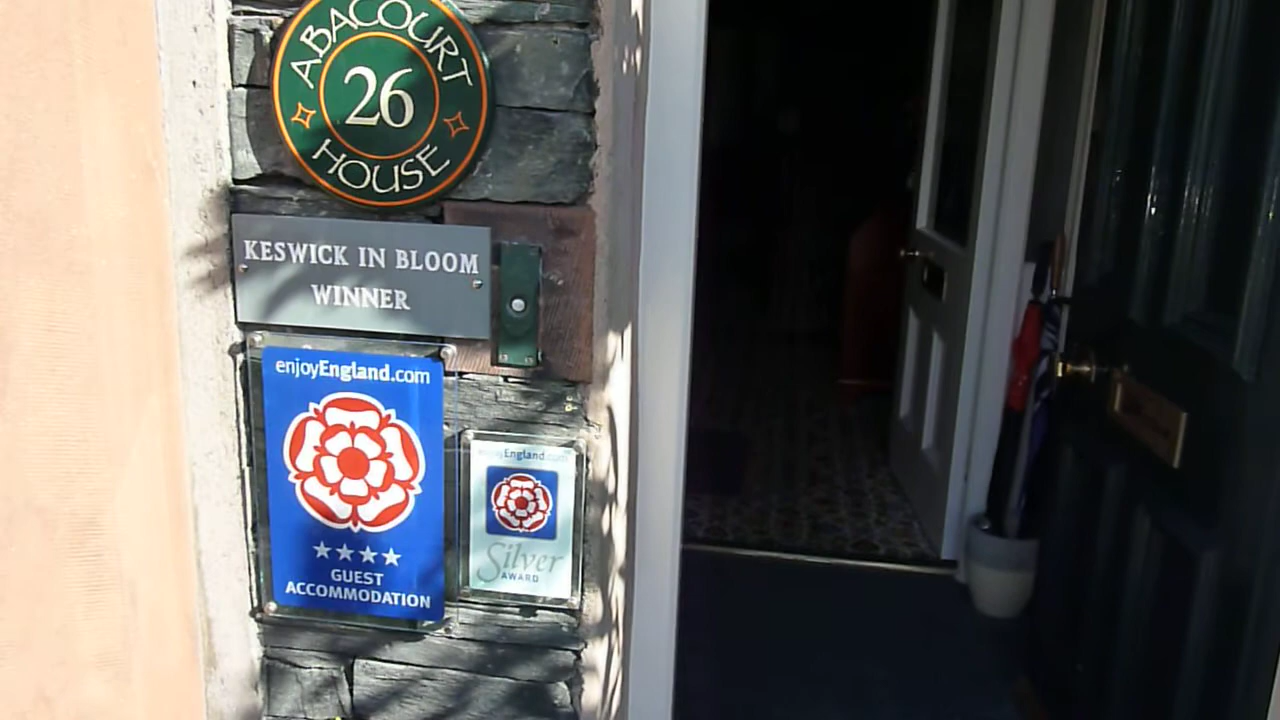 ABACOURT
26
HOUSE
KESWICK IN BLOOM
WINNER
enjoyEngland.com
GUEST
ACCOMMODATION
enjoyEngland.com
Silver
AWARD